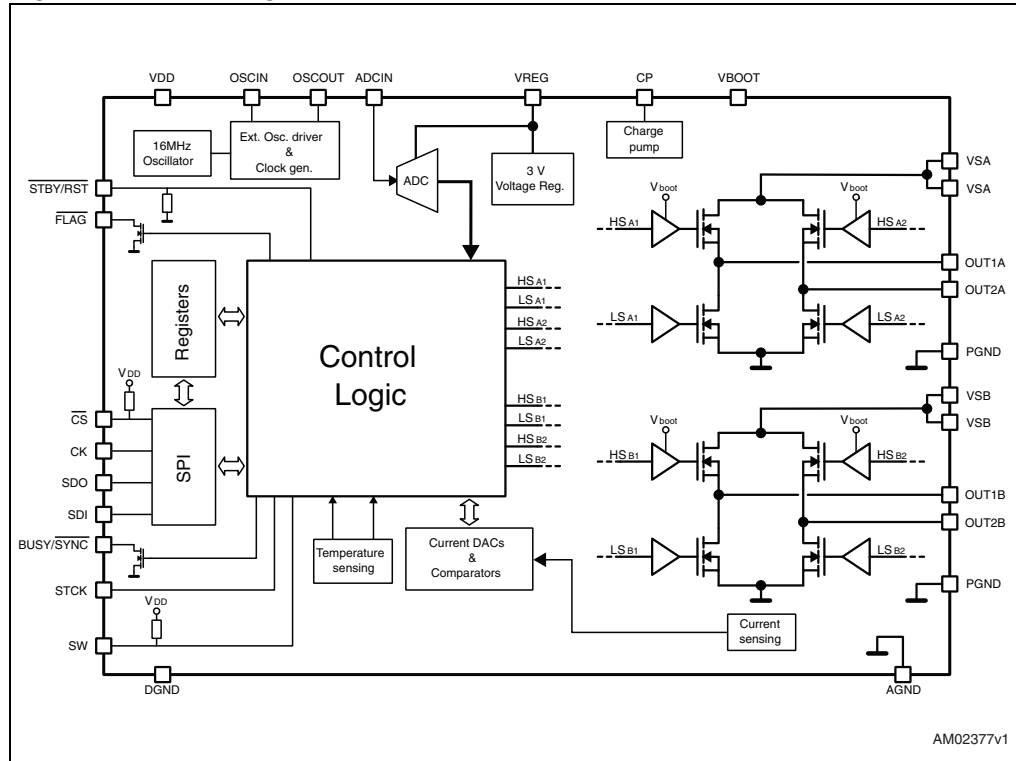 VDD OSCIN OSCOUT ADCIN VREG CP VBOOT
16MHz
Oscillator
Ext. Osc. driver
&
Clock gen.
ADC
3 V
Voltage Reg.
Charge
pump
STBY/RST
FLAG
Registers
VDD
CS
CK
SDO
SDI
SPI
BUSY/SYNC
STCK
VDD
SW
DGND
Control
Logic
HS A1
LS A1
HS A2
LS A2
HS B1
LS B1
HS B2
LS B2
Temperature
sensing
Current DACs
&
Comparators
Current
sensing
Vboot Vboot
HS A1 HS A2
LS A1 LS A2
VSA
VSA
OUT1A
OUT2A
PGND
Vboot Vboot
HS B1 HS B2
LS B1 LS B2
VSB
VSB
OUT1B
OUT2B
PGND
AGND
AM02377v1